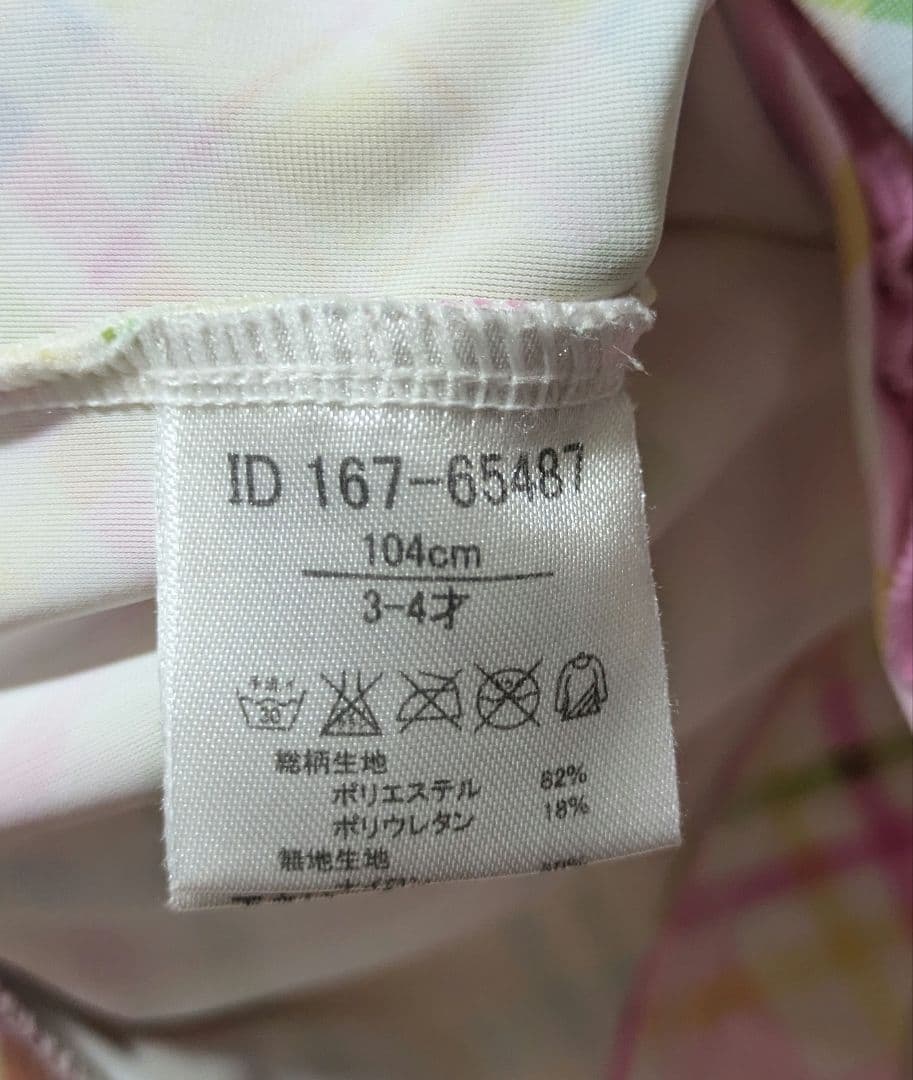 ID 167-65487
104cm
3-4才
手洗イ
30
総柄生地
ポリエステル 82%
ポリウレタン 18%
無地生地